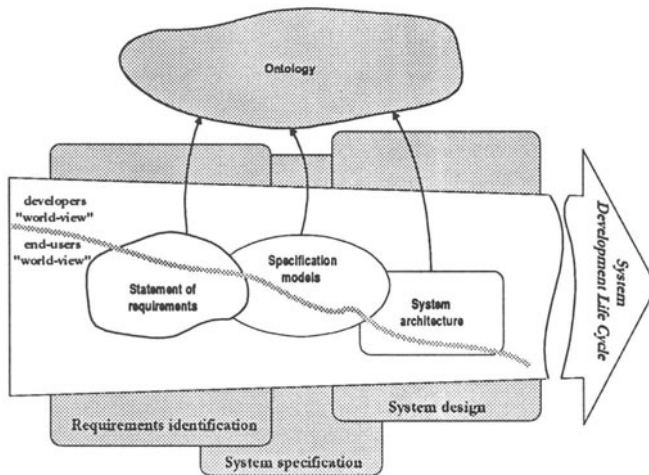 Ontology
developers
"world-view"
end-users
"world-view"
Statement of
requirements
Specification
models
System
architecture
System
Development Life Cycle
Requirements identification
System design
System specification